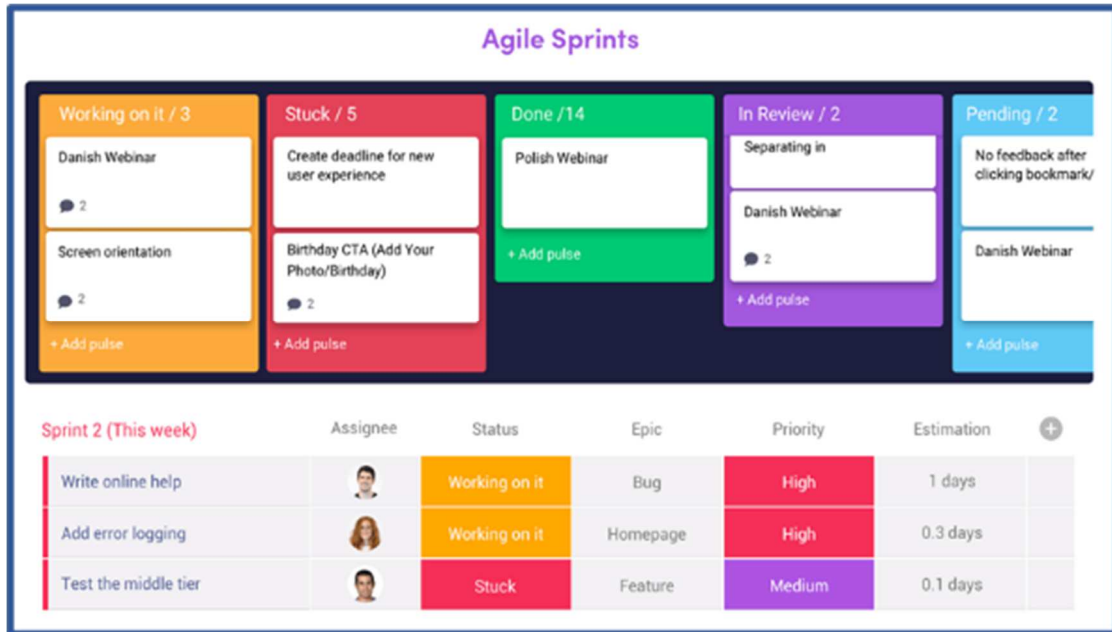 Agile Sprints
Working on it / 3
Danish Webinar
2
Screen orientation
2
+ Add pulse
Stuck / 5
Create deadline for new
user experience
Birthday CTA (Add Your
Photo/Birthday)
2
+ Add pulse
Done /14
Polish Webinar
+ Add pulse
In Review / 2
Separating in
Danish Webinar
2
+ Add pulse
Pending / 2
No feedback after
clicking bookmark/
Danish Webinar
+ Add pulse
Sprint 2 (This week) Assignee Status Epic Priority Estimation
Write online help Working on it Bug High 1 days
Add error logging Working on it Homepage High 0.3 days
Test the middle tier Stuck Feature Medium 0.1 days